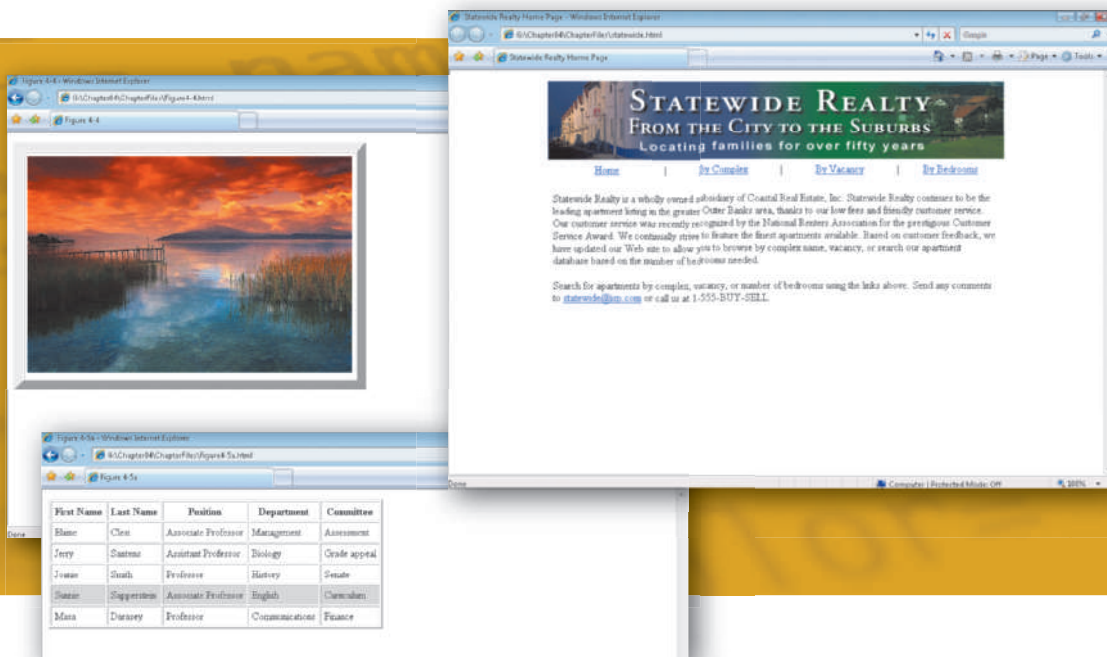 Statewide Realty Home Page - Windows Internet Explorer
G:\Chapter04\ChapterFiles\statewide.html
Google
Statewide Realty Home Page
Page
Tools
STATEWIDE REALTY
FROM THE CITY TO THE SUBURBS
Locating families for over fifty years
Home | By Complex | By Vacancy | By Bedrooms
Statewide Realty is a wholly owned subsidiary of Coastal Real Estate, Inc. Statewide Realty continues to be the
leading apartment listing in the greater Outer Banks area, thanks to our low fees and friendly customer service.
Our customer service was recently recognized by the National Renters Association for the prestigious Customer
Service Award. We continually strive to feature the finest apartments available. Based on customer feedback, we
have updated our Web site to allow you to browse by complex name, vacancy, or search our apartment
database based on the number of bedrooms needed.
Search for apartments by complex, vacancy, or number of bedrooms using the links above. Send any comments
to statewide@isp.com or call us at 1-555-BUY-SELL.
Done
Computer | Protected Mode: Off
100%
Figure 4-4 - Windows Internet Explorer
G:\Chapter04\ChapterFiles\Figure4-4.html
Figure 4-4
Done
Figure 4-5a - Windows Internet Explorer
G:\Chapter04\ChapterFiles\figure4-5a.html
Figure 4-5a
First Name Last Name Position Department Committee
Associate Professor Management Assessment
Jerry Santens Assistant Professor Biology Grade appeal
Smith Professor History Senate
Sunnie Sapperstein Associate Professor English Curriculum
Professor Communications Finance